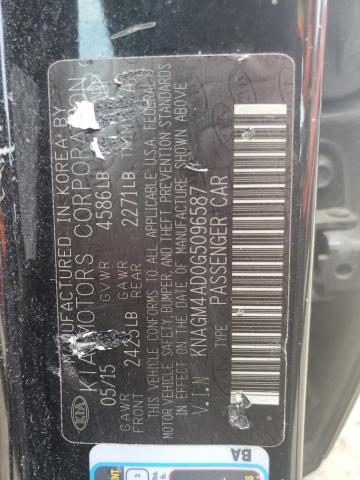 MANUFACTURED IN KOREA BY
KIA MOTORS CORPORATION
05/15 GVWR 4586LB
GAWR FRONT 2425LB GAWR REAR 2271LB
THIS VEHICLE CONFORMS TO ALL APPLICABLE U.S.A. FEDERAL
MOTOR VEHICLE SAFETY, BUMPER, AND THEFT PREVENTION STANDARDS
IN EFFECT ON THE DATE OF MANUFACTURE SHOWN ABOVE
V.I.N KNAGM4AD0G5096587
TYPE PASSENGER CAR
KIA
BA